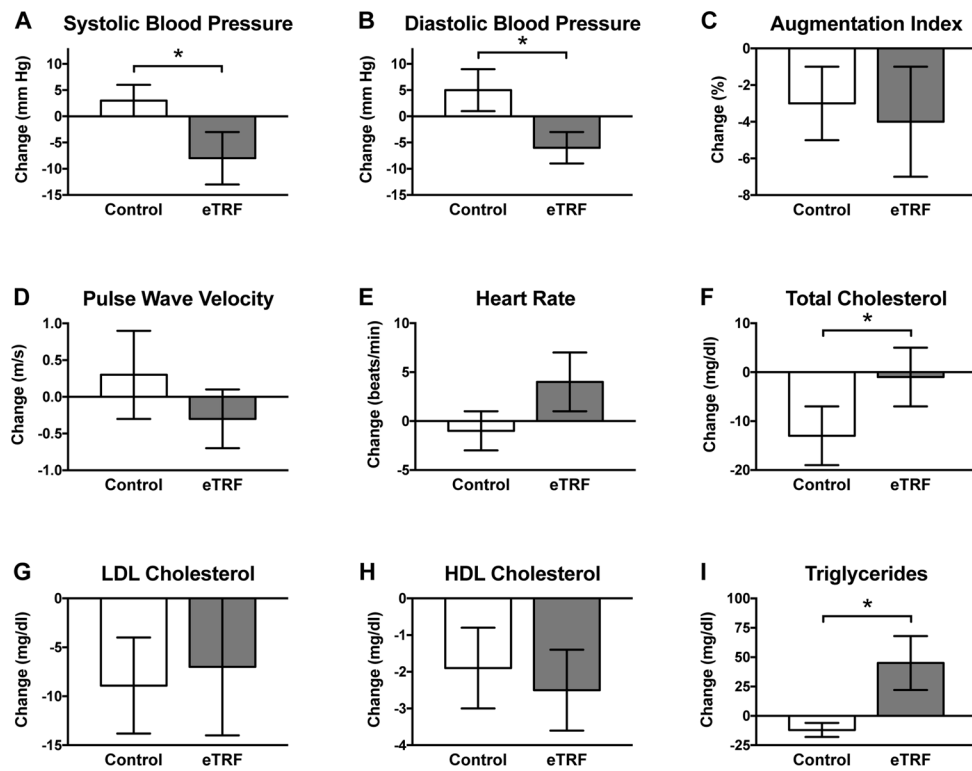 A Systolic Blood Pressure
Change (mm Hg)
10
5
0
-5
-10
-15
*
Control eTRF
B Diastolic Blood Pressure
Change (mm Hg)
10
5
0
-5
-10
-15
*
Control eTRF
C Augmentation Index
Change (%)
0
-2
-4
-6
-8
Control eTRF
D Pulse Wave Velocity
Change (m/s)
1.0
0.5
0.0
-0.5
-1.0
Control eTRF
E Heart Rate
Change (beats/min)
10
5
0
-5
Control eTRF
F Total Cholesterol
Change (mg/dl)
10
0
-10
-20
*
Control eTRF
G LDL Cholesterol
Change (mg/dl)
0
-5
-10
-15
Control eTRF
H HDL Cholesterol
Change (mg/dl)
0
-1
-2
-3
-4
Control eTRF
I Triglycerides
Change (mg/dl)
100
75
50
25
0
-25
*
Control eTRF